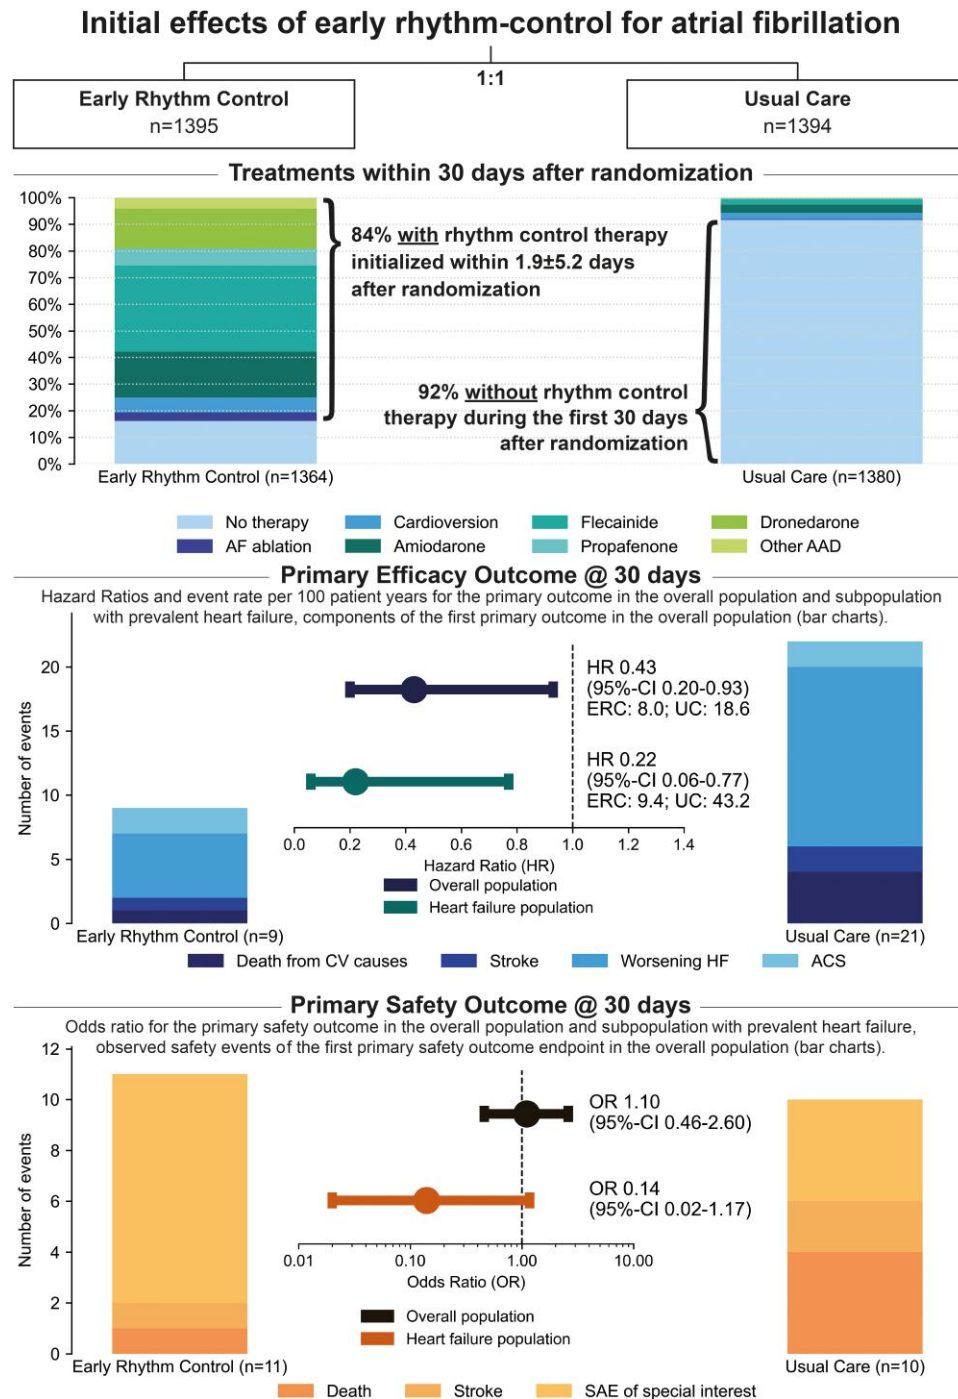 Initial effects of early rhythm-control for atrial fibrillation
1:1
Early Rhythm Control
n=1395
Usual Care
n=1394
Treatments within 30 days after randomization
100%
90%
80%
70%
60%
50%
40%
30%
20%
10%
0%
84% with rhythm control therapy
initialized within 1.9±5.2 days
after randomization
92% without rhythm control
therapy during the first 30 days
after randomization
Early Rhythm Control (n=1364)
Usual Care (n=1380)
No therapy
Cardioversion
Flecainide
Dronedarone
AF ablation
Amiodarone
Propafenone
Other AAD
Primary Efficacy Outcome @ 30 days
Hazard Ratios and event rate per 100 patient years for the primary outcome in the overall population and subpopulation
with prevalent heart failure, components of the first primary outcome in the overall population (bar charts).
Number of events
20
15
10
5
0
HR 0.43
(95%-CI 0.20-0.93)
ERC: 8.0; UC: 18.6
HR 0.22
(95%-CI 0.06-0.77)
ERC: 9.4; UC: 43.2
0.0 0.2 0.4 0.6 0.8 1.0 1.2 1.4
Hazard Ratio (HR)
Overall population
Heart failure population
Early Rhythm Control (n=9)
Usual Care (n=21)
Death from CV causes
Stroke
Worsening HF
ACS
Primary Safety Outcome @ 30 days
Odds ratio for the primary safety outcome in the overall population and subpopulation with prevalent heart failure,
observed safety events of the first primary safety outcome endpoint in the overall population (bar charts).
Number of events
12
10
8
6
4
2
0
OR 1.10
(95%-CI 0.46-2.60)
OR 0.14
(95%-CI 0.02-1.17)
0.01 0.10 1.00 10.00
Odds Ratio (OR)
Overall population
Heart failure population
Early Rhythm Control (n=11)
Usual Care (n=10)
Death
Stroke
SAE of special interest